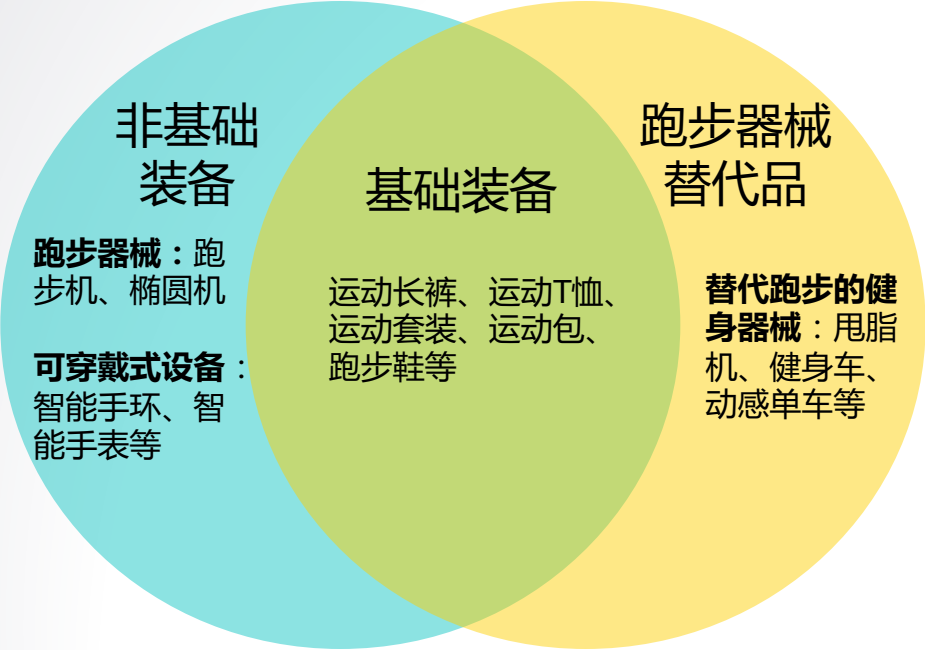 非基础
装备
跑步器械：跑
步机、椭圆机
可穿戴式设备：
智能手环、智
能手表等
基础装备
运动长裤、运动T恤、
运动套装、运动包、
跑步鞋等
跑步器械
替代品
替代跑步的健
身器械：甩脂
机、健身车、
动感单车等